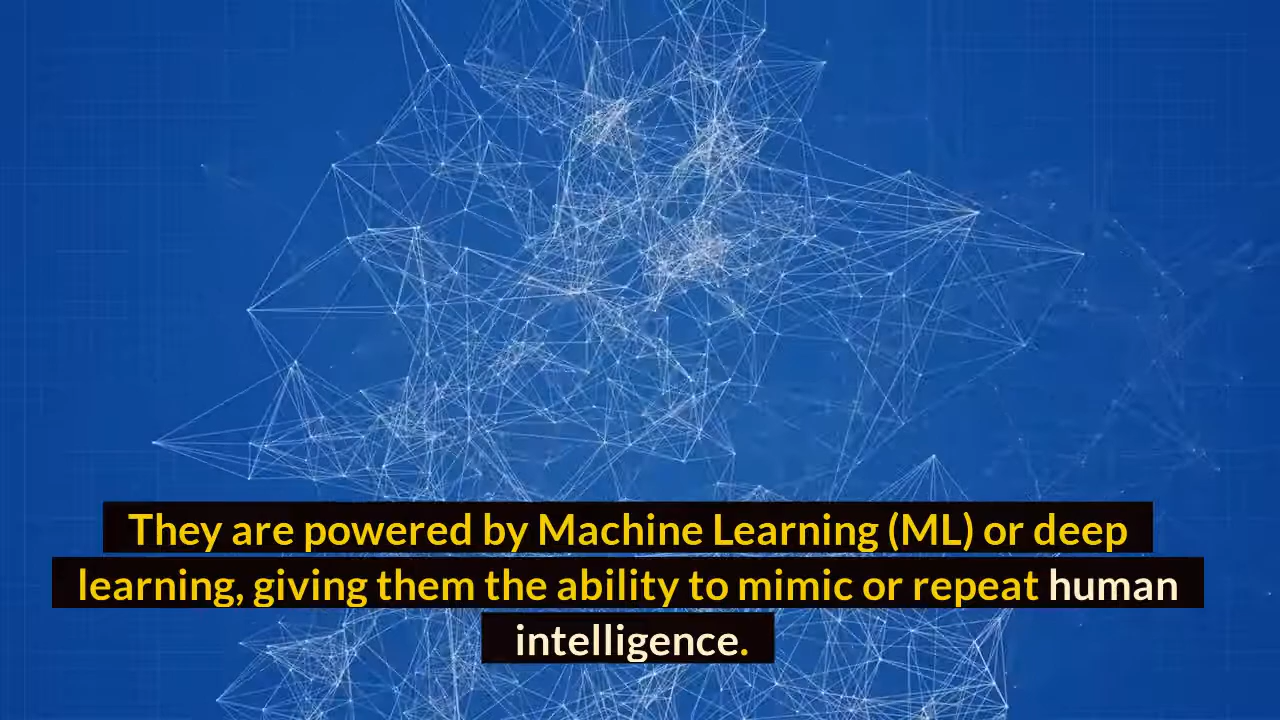 They are powered by Machine Learning (ML) or deep
learning, giving them the ability to mimic or repeat human
intelligence.